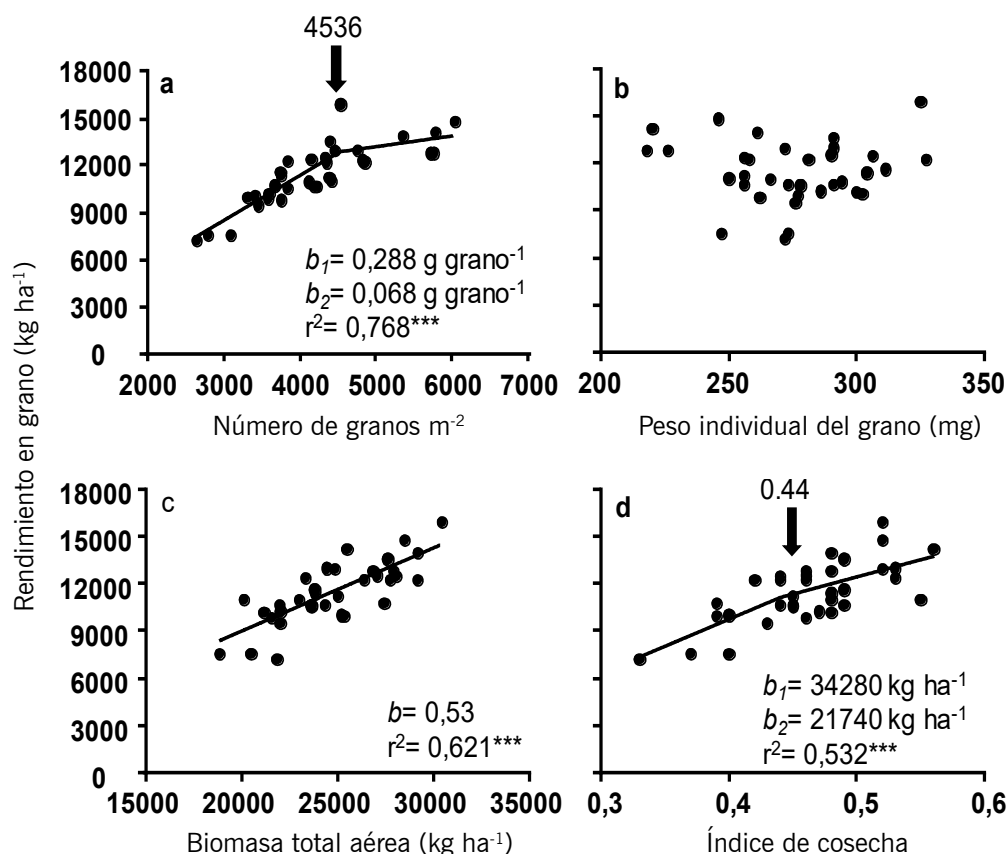 Rendimiento en grano (kg ha⁻¹)
4536
a
18000
15000
12000
9000
6000
3000
0
b₁= 0,288 g grano⁻¹
b₂= 0,068 g grano⁻¹
r²= 0,768***
2000 3000 4000 5000 6000 7000
Número de granos m⁻²
b
200 250 300 350
Peso individual del grano (mg)
c
18000
15000
12000
9000
6000
3000
0
b= 0,53
r²= 0,621***
15000 20000 25000 30000 35000
Biomasa total aérea (kg ha⁻¹)
0.44
d
b₁= 34280 kg ha⁻¹
b₂= 21740 kg ha⁻¹
r²= 0,532***
0,3 0,4 0,5 0,6
Índice de cosecha